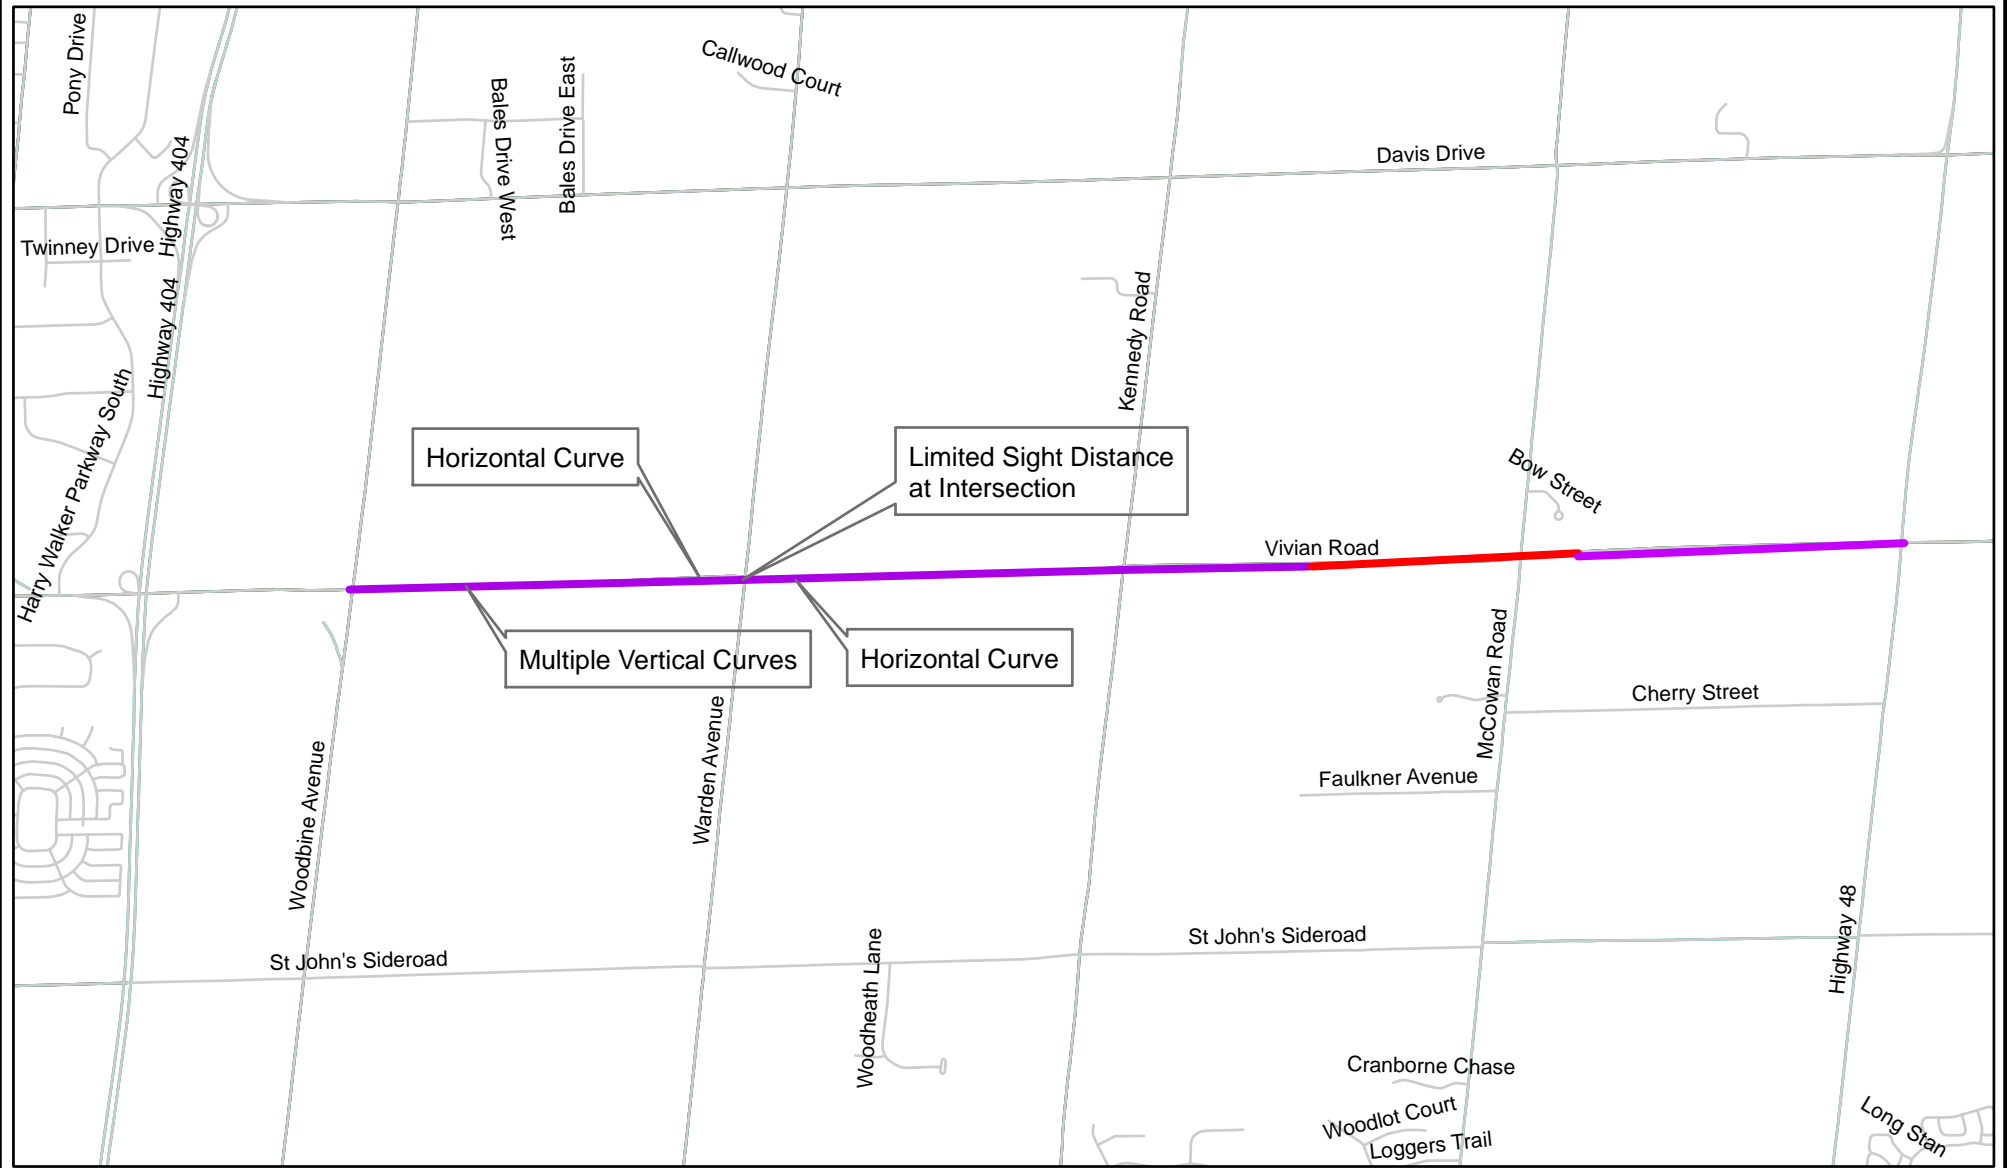 Pony Drive
Callwood Court
Bales Drive West
Bales Drive East
Highway 404
Davis Drive
Twinney Drive
Highway 404
Kennedy Road
Harry Walker Parkway South
Horizontal Curve
Limited Sight Distance
at Intersection
Bow Street
Vivian Road
Multiple Vertical Curves
Horizontal Curve
McCowan Road
Cherry Street
Woodbine Avenue
Warden Avenue
Faulkner Avenue
Highway 48
St John's Sideroad
St John's Sideroad
Woodheath Lane
Cranborne Chase
Woodlot Court
Loggers Trail
Long Stan